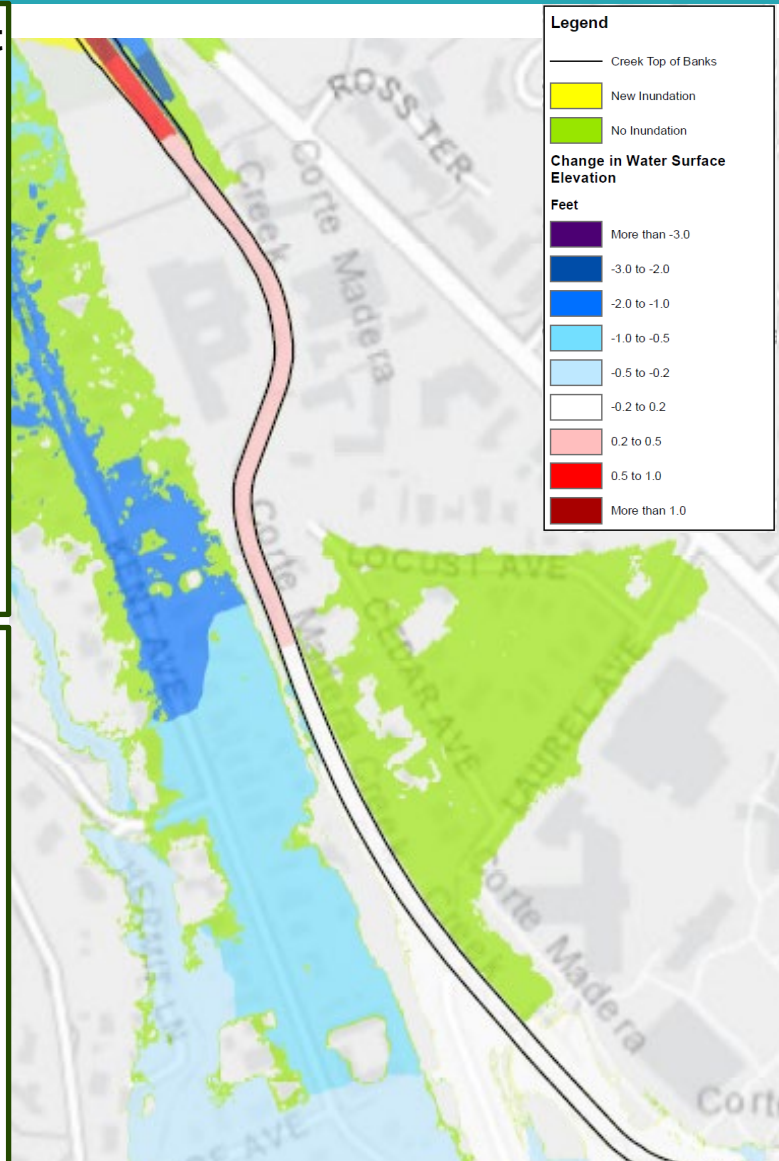 Legend
Creek Top of Banks
New Inundation
No Inundation
Change in Water Surface
Elevation
Feet
More than -3.0
-3.0 to -2.0
-2.0 to -1.0
-1.0 to -0.5
-0.5 to -0.2
-0.2 to 0.2
0.2 to 0.5
0.5 to 1.0
More than 1.0
ROSS TER
Corte Madera
Creek
LOCUST AVE
CEDAR AVE
LAUREL AVE
KENT AVE
Corte Madera Creek
Creek
Corte Madera
HERMIT LN
Corte
AVE